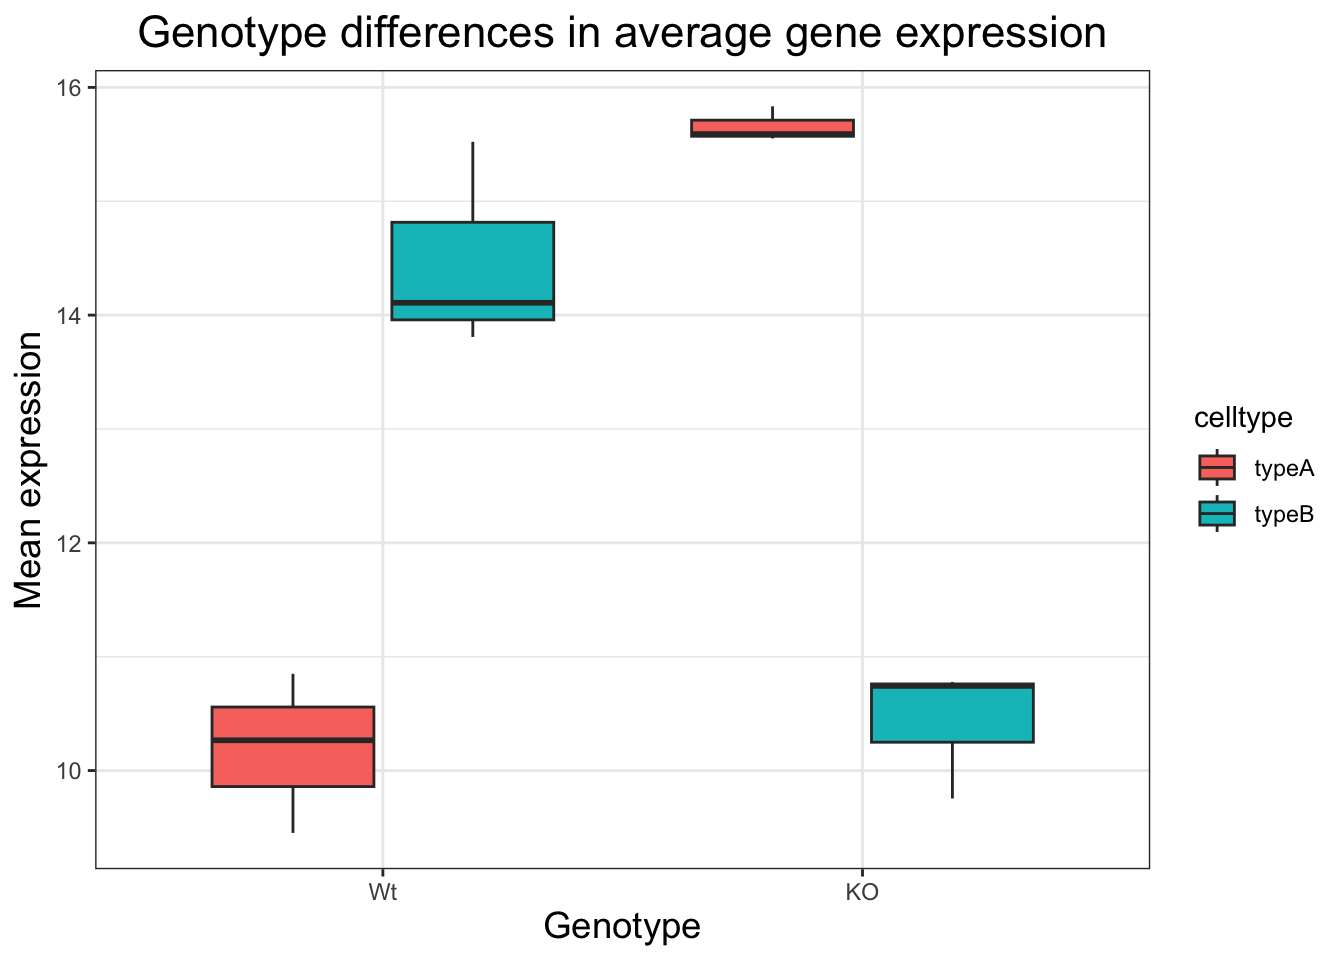 Genotype differences in average gene expression
Mean expression
16
14
12
10
Wt
KO
Genotype
celltype
typeA
typeB